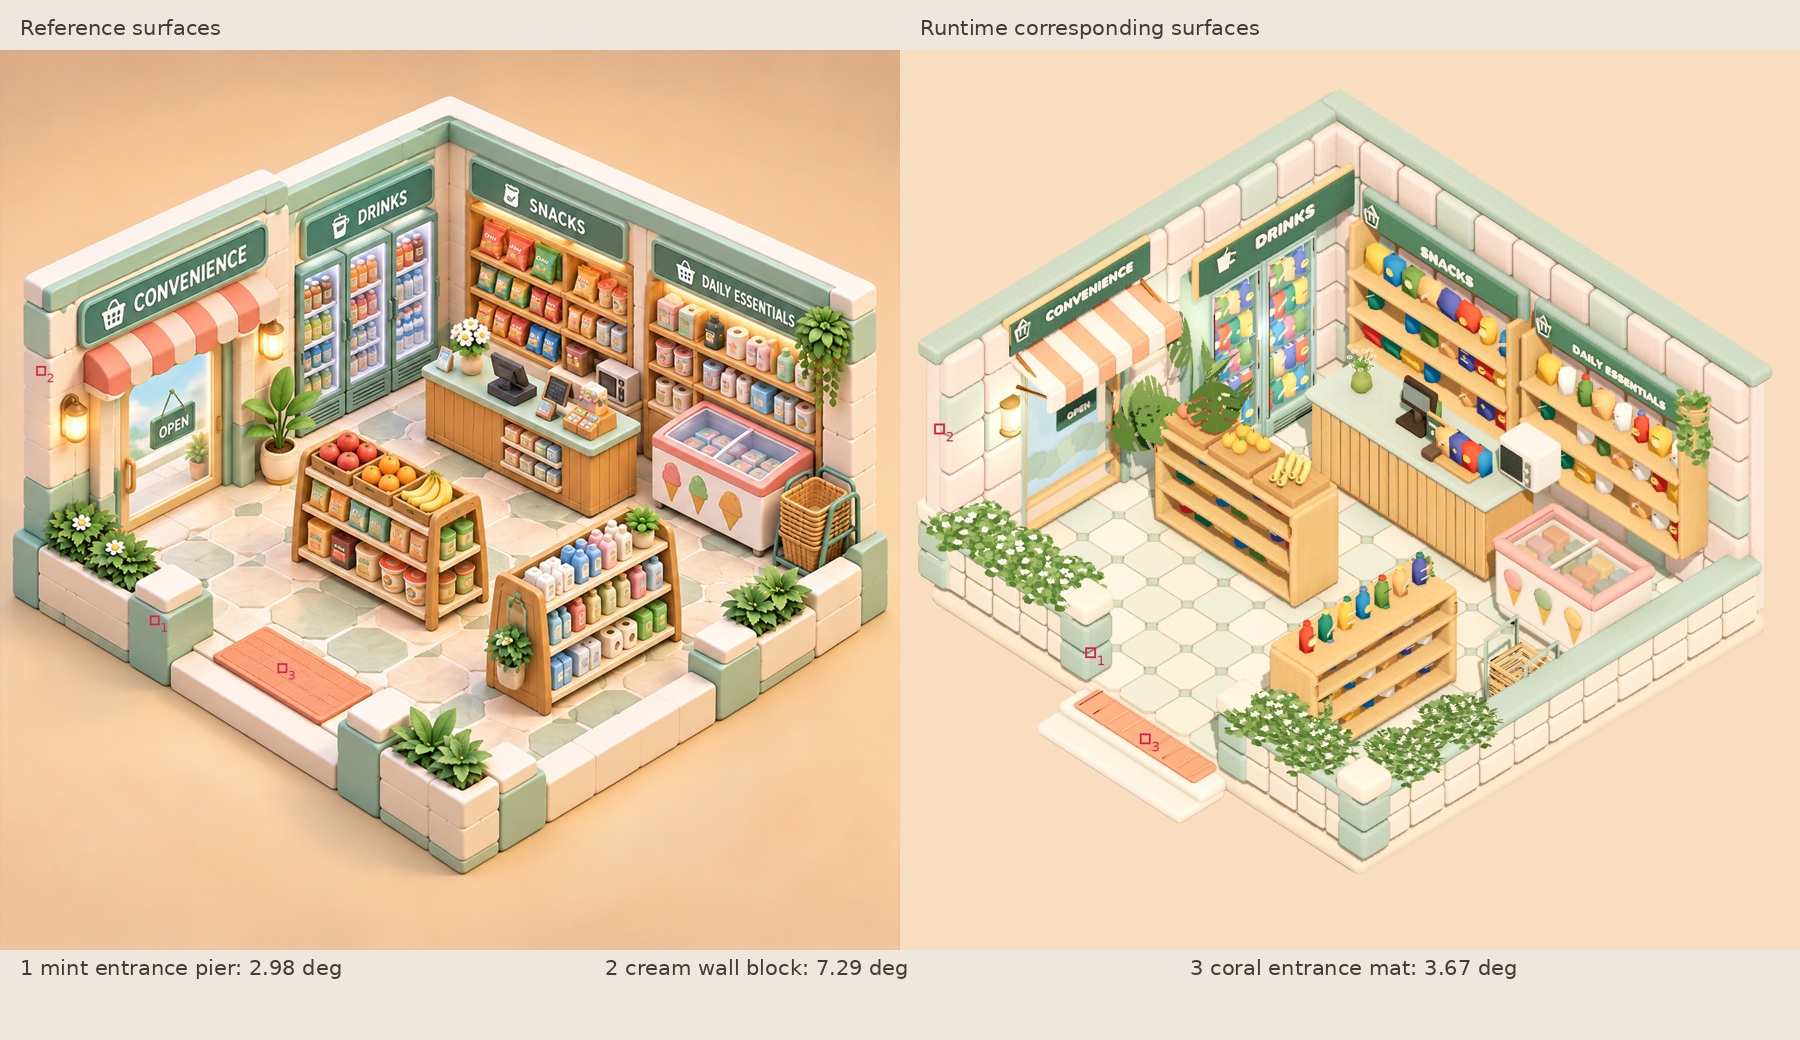 Reference surfaces
Runtime corresponding surfaces
CONVENIENCE
DRINKS
SNACKS
DAILY ESSENTIALS
OPEN
1
2
3
CONVENIENCE
DRINKS
SNACKS
DAILY ESSENTIALS
OPEN
1
2
3
1 mint entrance pier: 2.98 deg
2 cream wall block: 7.29 deg
3 coral entrance mat: 3.67 deg